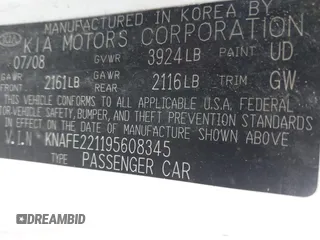 MANUFACTURED IN KOREA BY
KIA KIA MOTORS CORPORATION
07/08 GVWR 3924LB PAINT UD
GAWR FRONT 2161LB GAWR REAR 2116LB TRIM GW
THIS VEHICLE CONFORMS TO ALL APPLICABLE U.S.A. FEDERAL
MOTOR VEHICLE SAFETY, BUMPER, AND THEFT PREVENTION STANDARDS
IN EFFECT ON THE DATE OF MANUFACTURE SHOWN ABOVE.
V.I.N KNAFE221195608345
TYPE PASSENGER CAR
DREAMBID